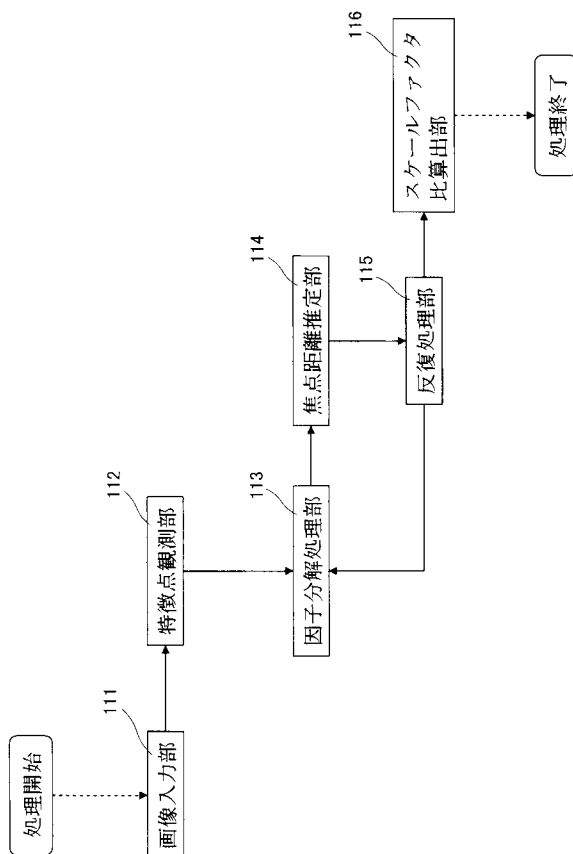 処理開始
111
画像入力部
112
特徴点観測部
113
因子分解処理部
114
焦点距離推定部
115
反復処理部
116
スケールファクタ
比算出部
処理終了